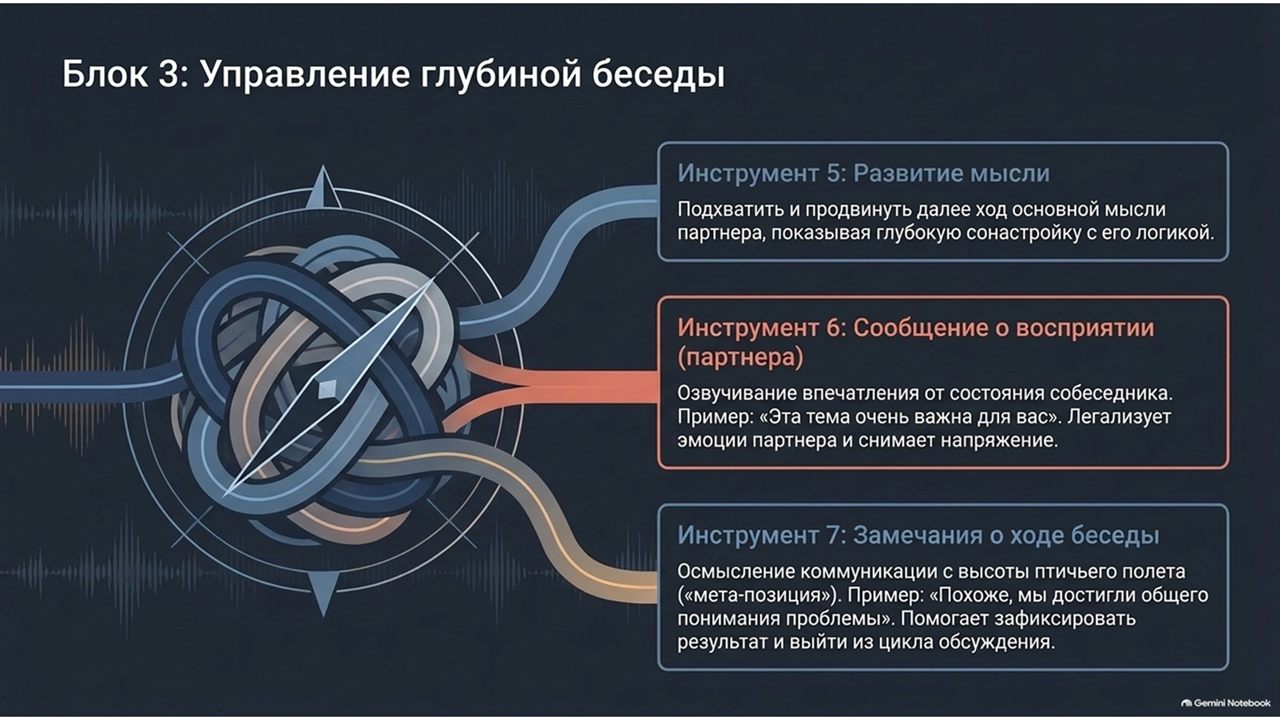 Блок 3: Управление глубиной беседы
Инструмент 5: Развитие мысли
Подхватить и продвинуть далее ход основной мысли
партнера, показывая глубокую сонастройку с его логикой.
Инструмент 6: Сообщение о восприятии
(партнера)
Озвучивание впечатления от состояния собеседника.
Пример: «Эта тема очень важна для вас». Легализует
эмоции партнера и снимает напряжение.
Инструмент 7: Замечания о ходе беседы
Осмысление коммуникации с высоты птичьего полета
(«мета-позиция»). Пример: «Похоже, мы достигли общего
понимания проблемы». Помогает зафиксировать
результат и выйти из цикла обсуждения.
Gemini Notebook